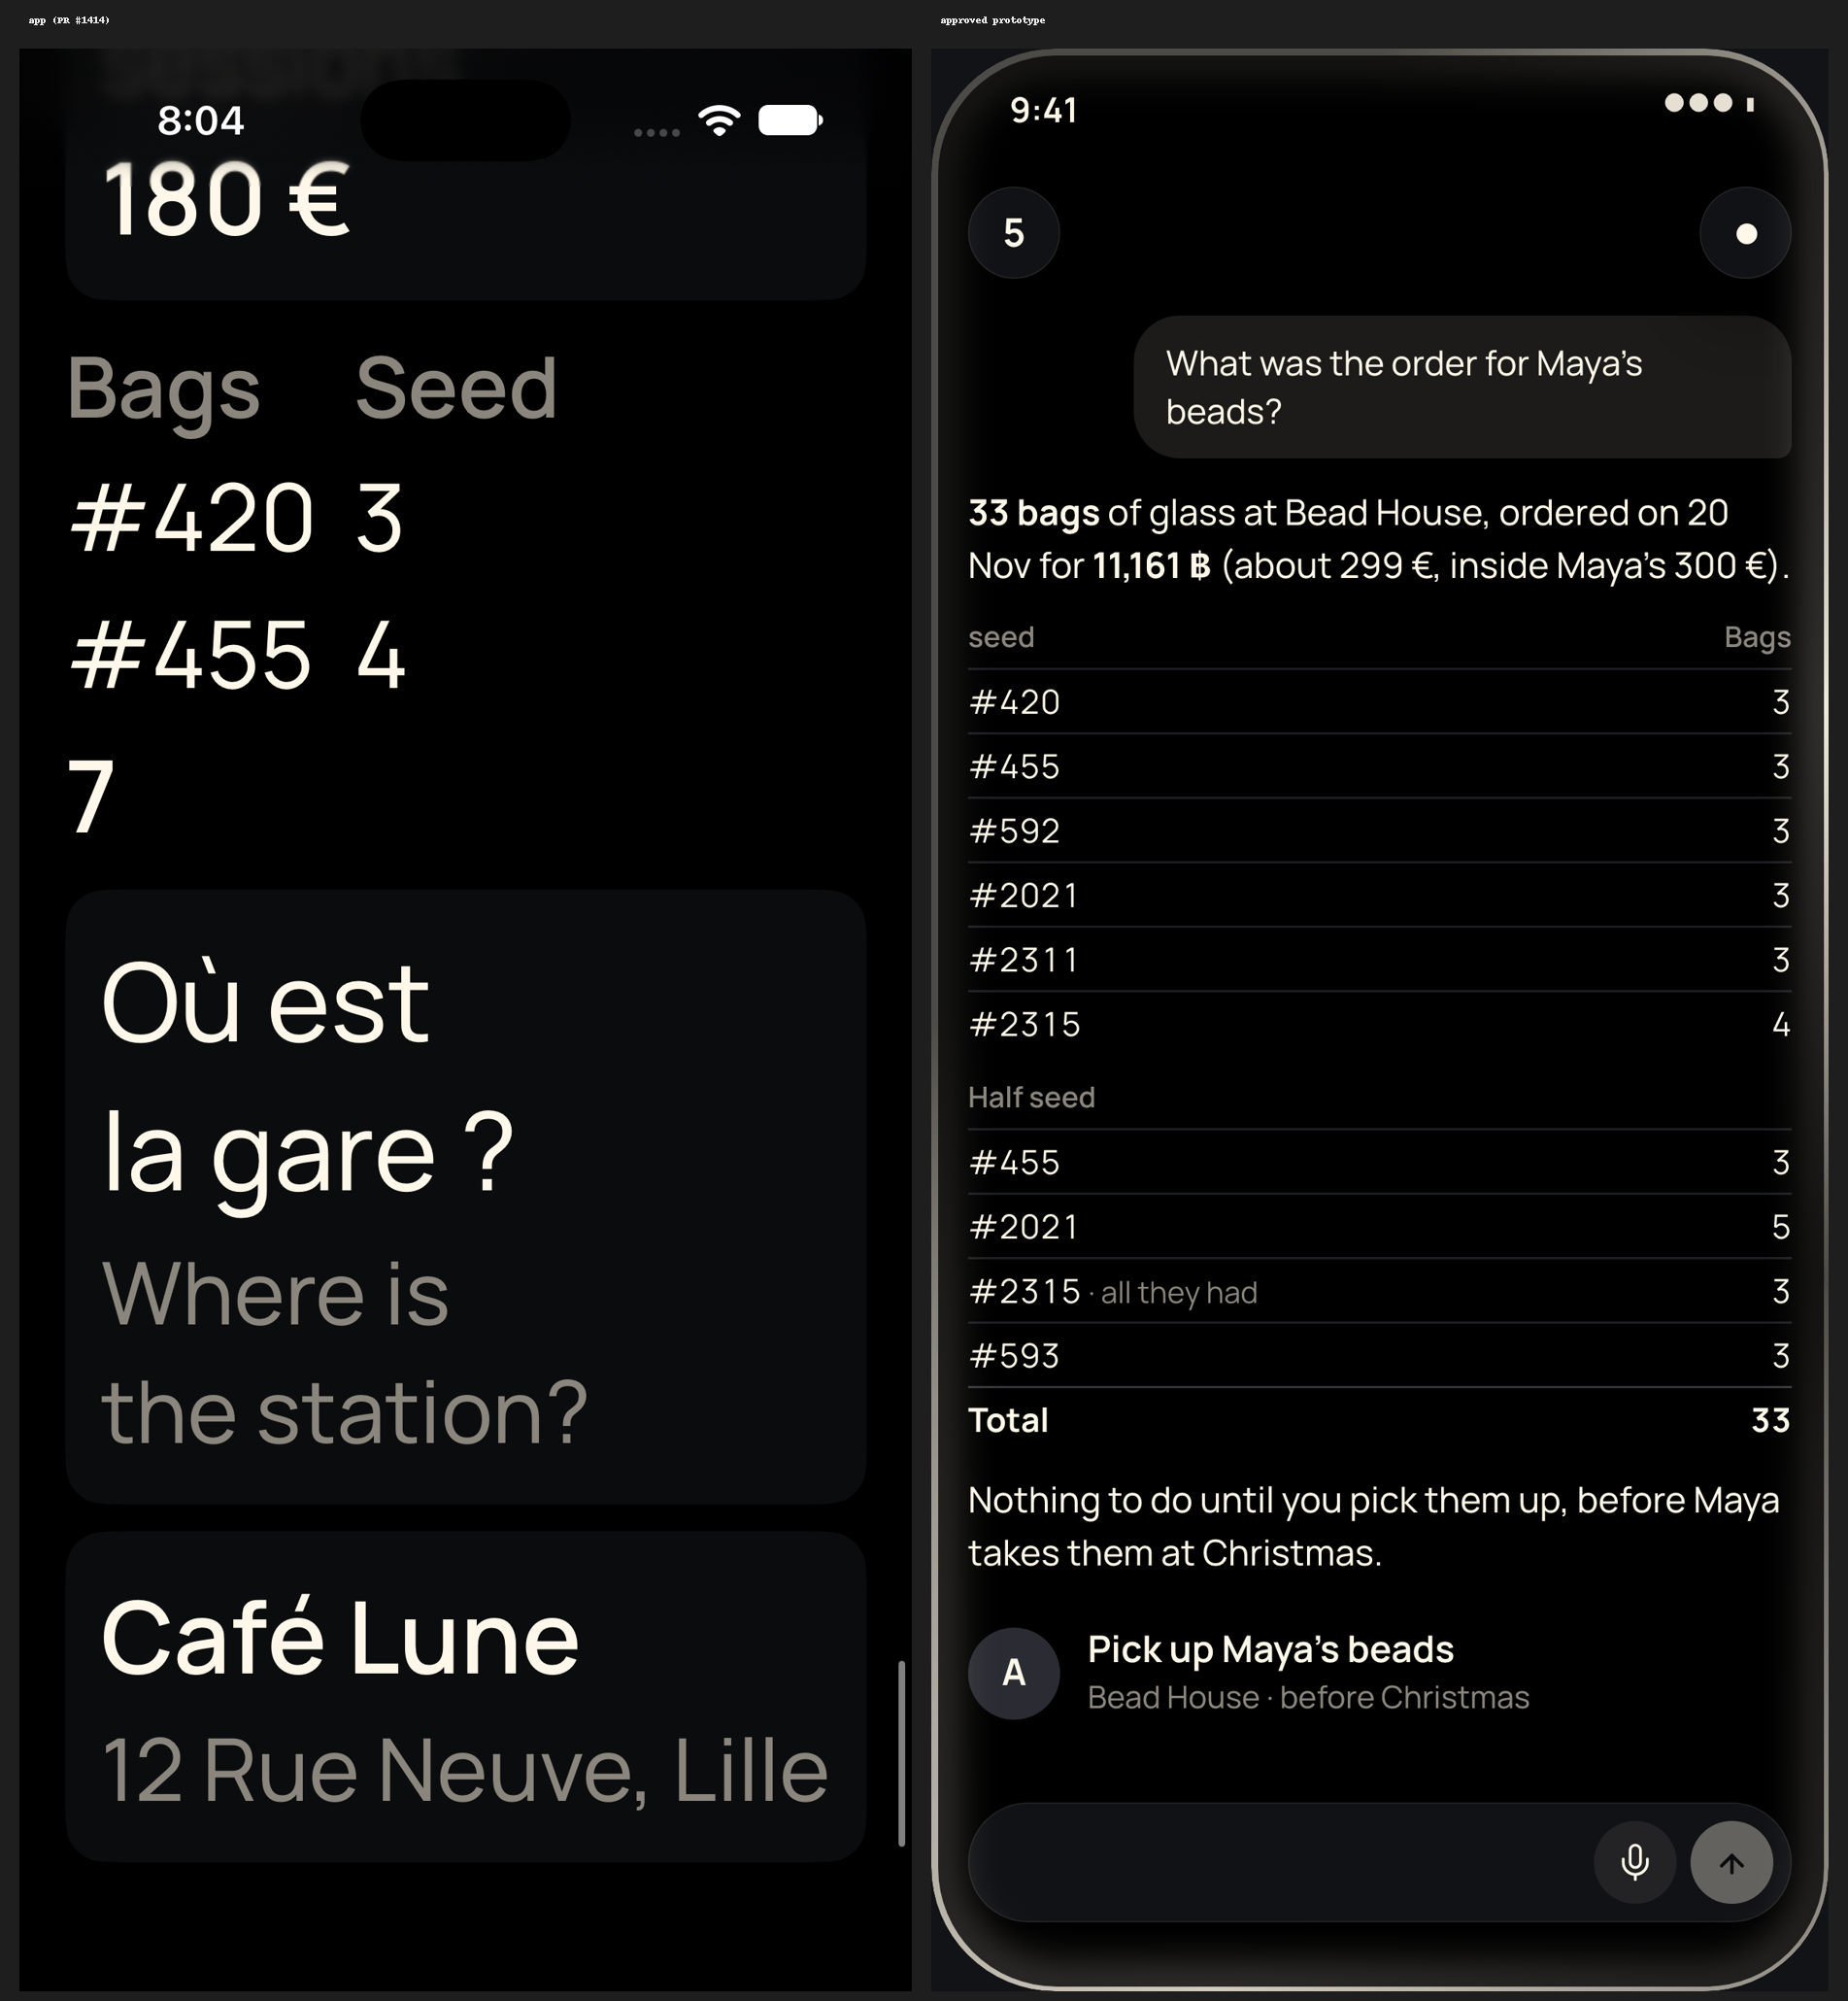 app (PR #1414)
8:04
180 €
Bags Seed
#420 3
#455 4
7
Où est
la gare ?
Where is
the station?
Café Lune
12 Rue Neuve, Lille
approved prototype
9:41
5
What was the order for Maya’s
beads?
33 bags of glass at Bead House, ordered on 20
Nov for 11,161 ฿ (about 299 €, inside Maya’s 300 €).
seed Bags
#420 3
#455 3
#592 3
#2021 3
#2311 3
#2315 4
Half seed
#455 3
#2021 5
#2315 · all they had 3
#593 3
Total 33
Nothing to do until you pick them up, before Maya
takes them at Christmas.
A
Pick up Maya’s beads
Bead House · before Christmas